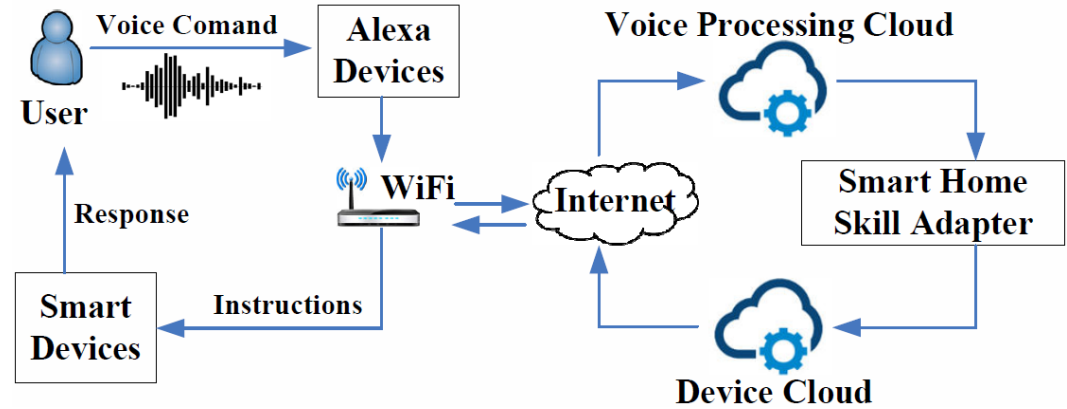 Voice Comand
Alexa
Devices
Voice Processing Cloud
User
WiFi
Internet
Smart Home
Skill Adapter
Response
Instructions
Smart
Devices
Device Cloud